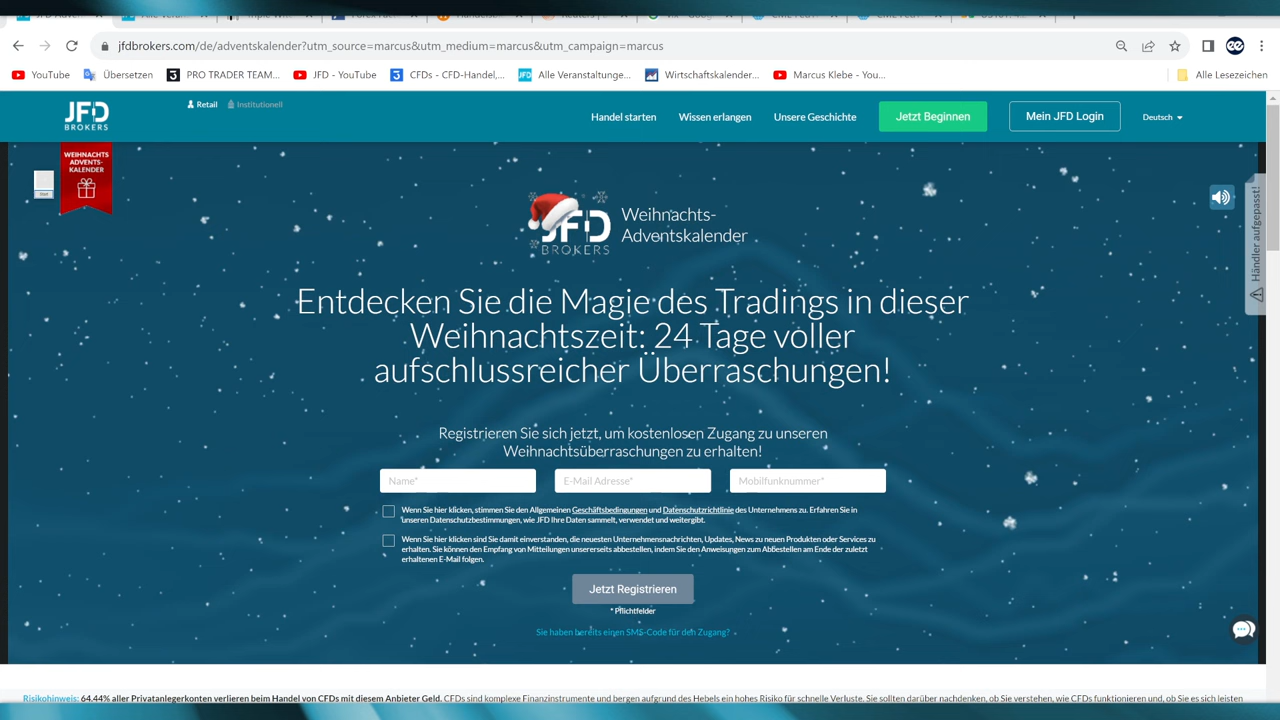 jfdbrokers.com/de/adventskalender?utm_source=marcus&utm_medium=marcus&utm_campaign=marcus
YouTube
Übersetzen
PRO TRADER TEAM...
JFD - YouTube
CFDs - CFD-Handel,...
Alle Veranstaltunge...
Wirtschaftskalender...
Marcus Klebe - You...
Alle Lesezeichen
JFD
BROKERS
Retail
Institutionell
Handel starten
Wissen erlangen
Unsere Geschichte
Jetzt Beginnen
Mein JFD Login
Deutsch
WEIHNACHTS
ADVENTS-
KALENDER
Händler aufgepasst!
JFD
BROKERS
Weihnachts-
Adventskalender
Entdecken Sie die Magie des Tradings in dieser
Weihnachtszeit: 24 Tage voller
aufschlussreicher Überraschungen!
Registrieren Sie sich jetzt, um kostenlosen Zugang zu unseren
Weihnachtsüberraschungen zu erhalten!
Name*
E-Mail Adresse*
Mobilfunknummer*
Wenn Sie hier klicken, stimmen Sie den Allgemeinen Geschäftsbedingungen und Datenschutzrichtlinie des Unternehmens zu. Erfahren Sie in
unseren Datenschutzbestimmungen, wie JFD Ihre Daten sammelt, verwendet und weitergibt.
Wenn Sie hier klicken sind Sie damit einverstanden, die neuesten Unternehmensnachrichten, Updates, News zu neuen Produkten oder Services zu
erhalten. Sie können den Empfang von Mitteilungen unsererseits abbestellen, indem Sie den Anweisungen zum Abbestellen am Ende der zuletzt
erhaltenen E-Mail folgen.
Jetzt Registrieren
* Pflichtfelder
Sie haben bereits einen SMS-Code für den Zugang?
Risikohinweis: 64.44% aller Privatanlegerkonten verlieren beim Handel von CFDs mit diesem Anbieter Geld. CFDs sind komplexe Finanzinstrumente und bergen aufgrund des Hebels ein hohes Risiko für schnelle Verluste. Sie sollten darüber nachdenken, ob Sie verstehen, wie CFDs funktionieren und, ob Sie es sich leisten